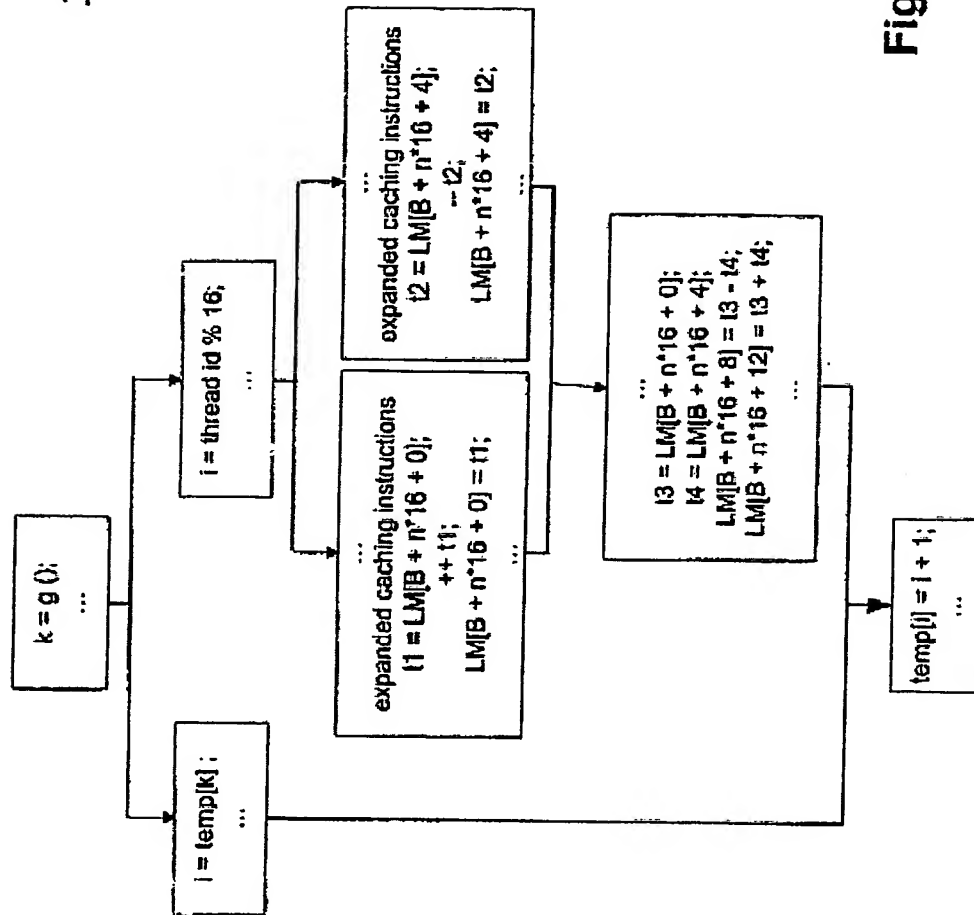 k = g ();
...
j = temp[k] ;
...
i = thread id % 16;
...
...
expanded caching instructions
t1 = LM[B + n*16 + 0];
++ t1;
LM[B + n*16 + 0] = t1;
...
...
expanded caching instructions
t2 = LM[B + n*16 + 4];
-- t2;
LM[B + n*16 + 4] = t2;
...
...
t3 = LM[B + n*16 + 0];
t4 = LM[B + n*16 + 4];
LM[B + n*16 + 8] = t3 - t4;
LM[B + n*16 + 12] = t3 + t4;
...
temp[i] = i + 1;
...
Fig